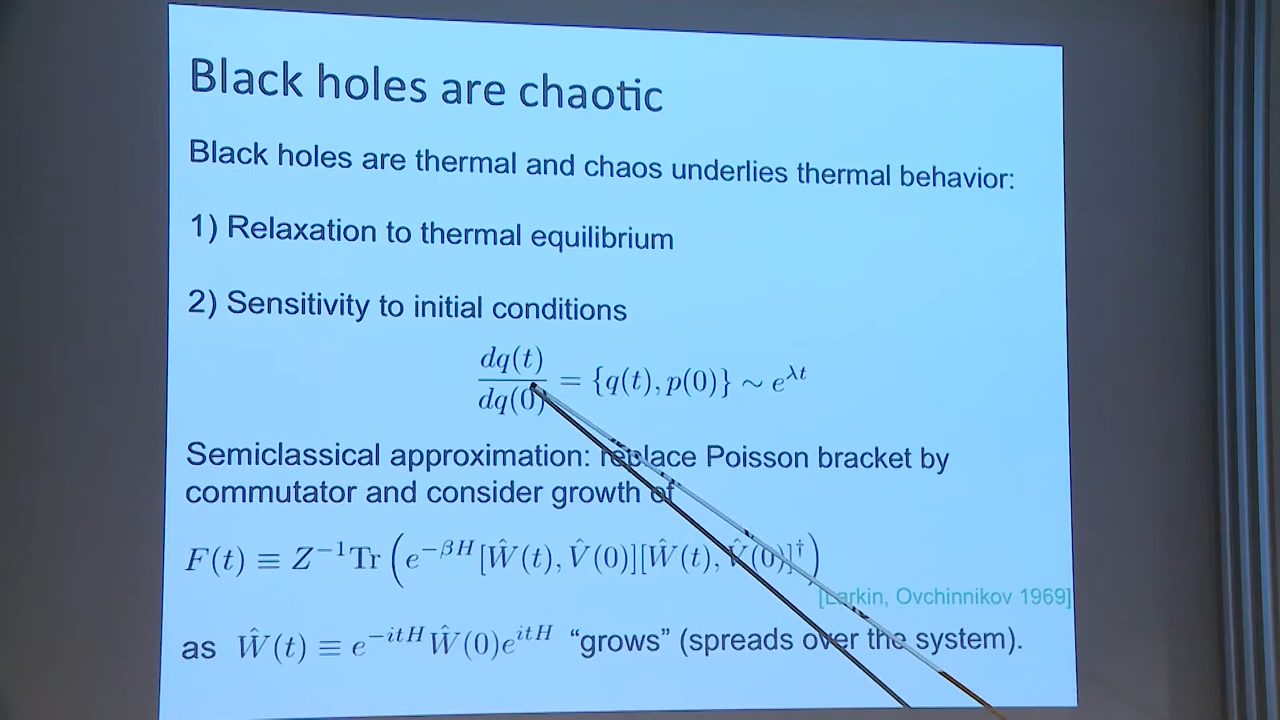 Black holes are chaotic
Black holes are thermal and chaos underlies thermal behavior:
1) Relaxation to thermal equilibrium
2) Sensitivity to initial conditions
dq(t)/dq(0) = {q(t), p(0)} ∼ e^{λt}
Semiclassical approximation: replace Poisson bracket by
commutator and consider growth of
F(t) ≡ Z^{−1}Tr(e^{−βH}[Ŵ(t), V̂(0)][Ŵ(t), V̂(0)]^†)
[Larkin, Ovchinnikov 1969]
as Ŵ(t) ≡ e^{−itH}Ŵ(0)e^{itH} “grows” (spreads over the system).